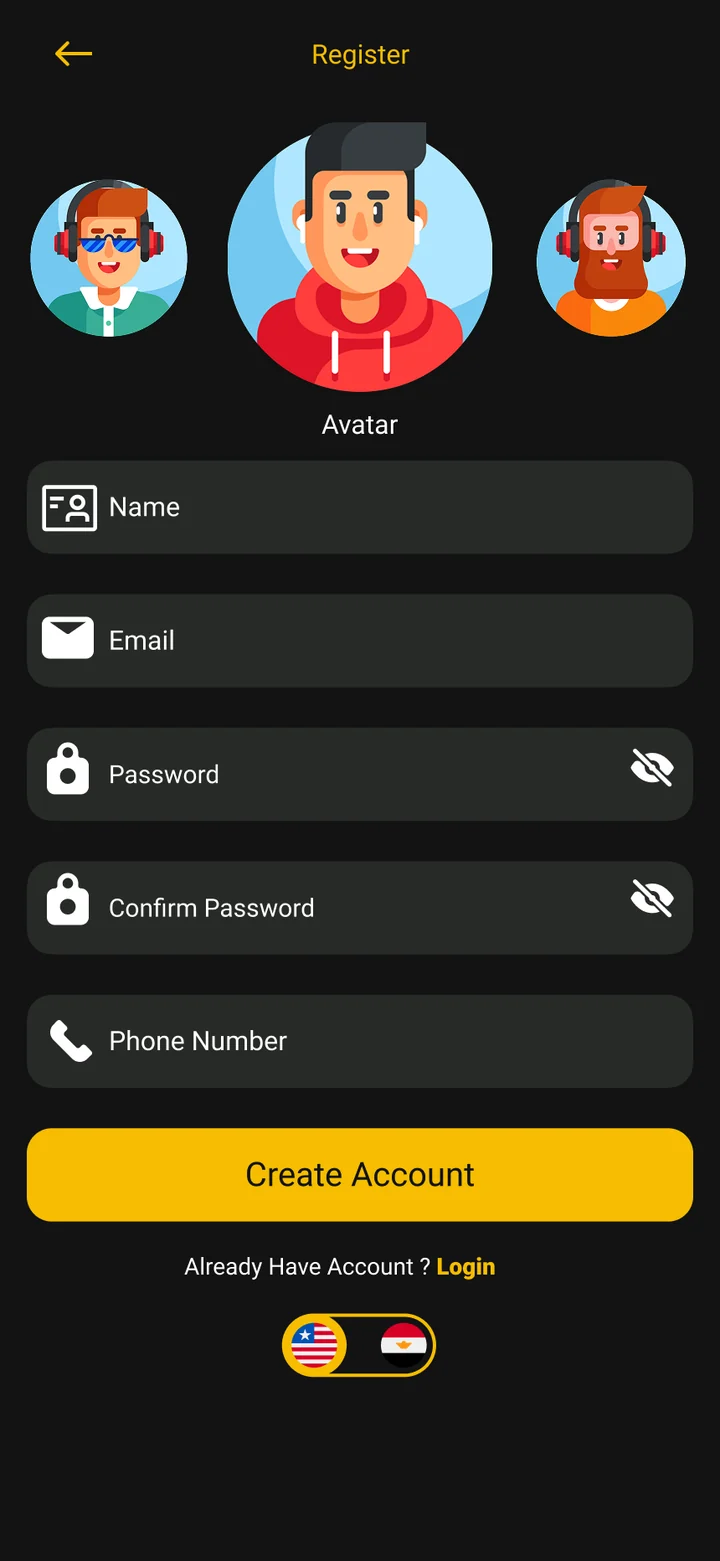 Register
Avatar
Name
Email
Password
Confirm Password
Phone Number
Create Account
Already Have Account ? Login